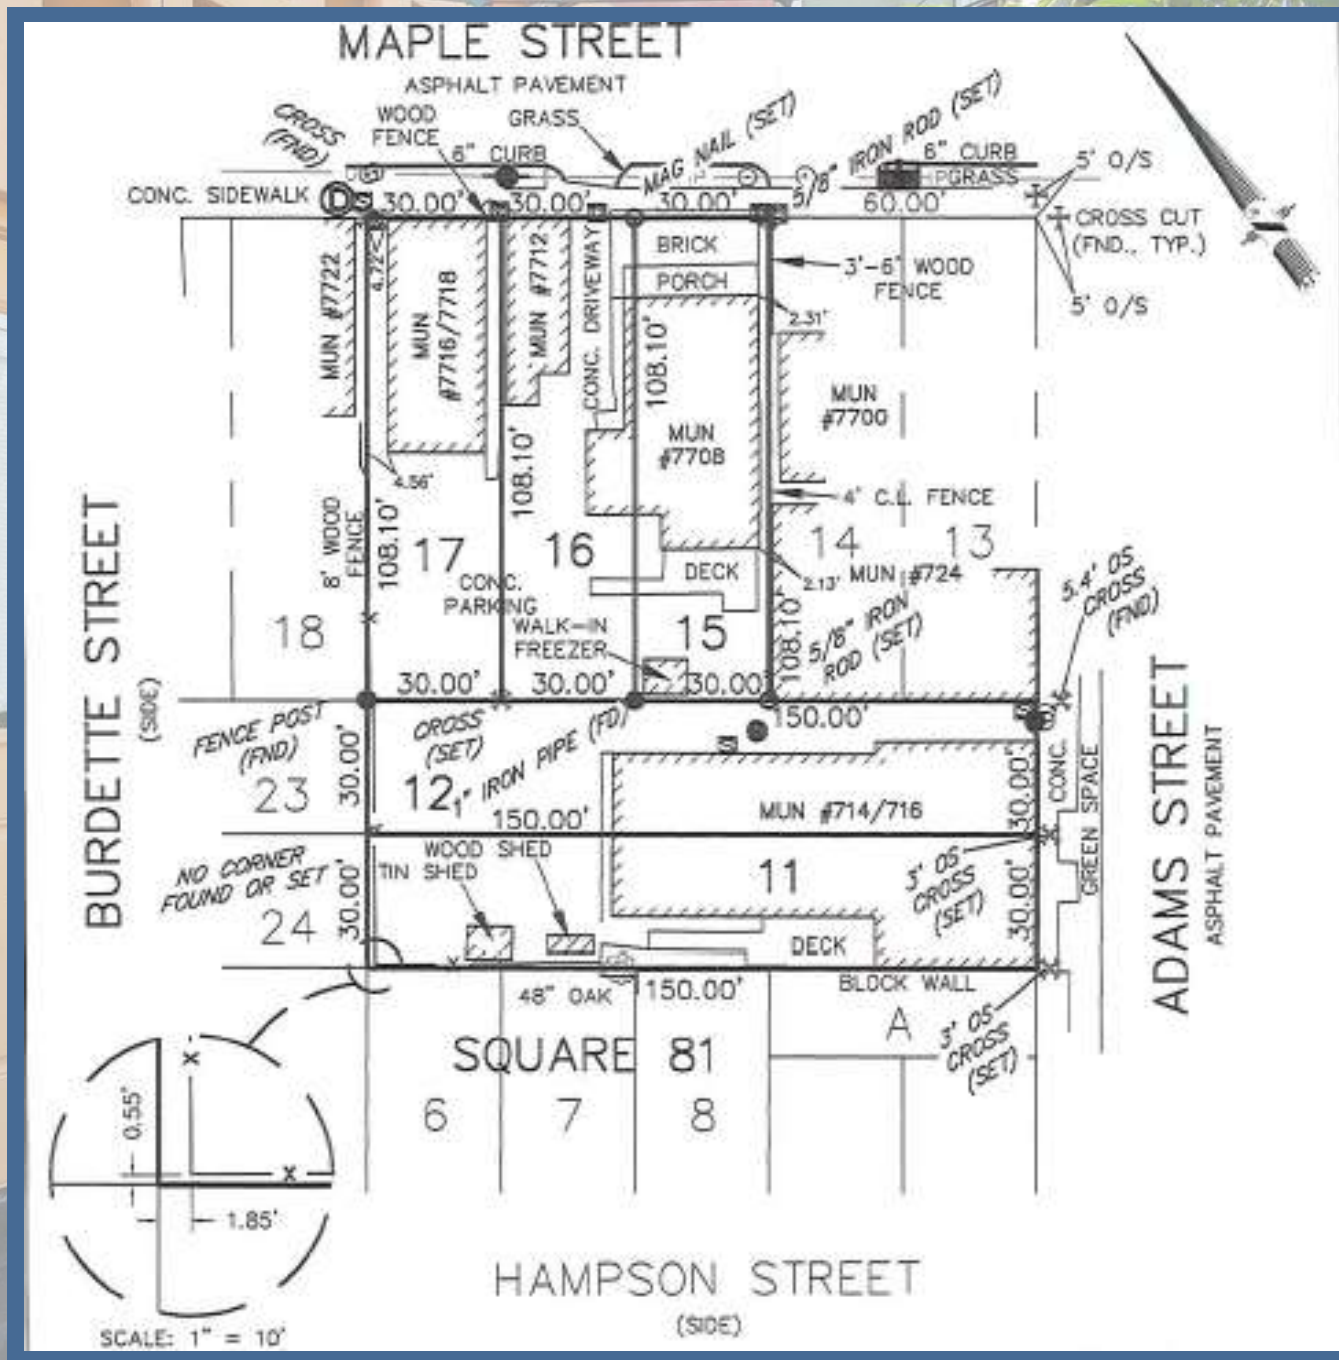 MAPLE STREET
ASPHALT PAVEMENT
CROSS
(FND)
WOOD
FENCE
GRASS
6" CURB
MAG NAIL (SET)
5/8" IRON ROD (SET)
6" CURB
GRASS
5' O/S
CONC. SIDEWALK
30.00'
30.00'
30.00'
60.00'
CROSS CUT
(FND., TYP.)
5' O/S
MUN #7722
4.72'
MUN
#7716/7718
MUN #7712
CONC. DRIVEWAY
BRICK
PORCH
3'-6' WOOD
FENCE
2.31'
108.10'
MUN
#7708
MUN
#7700
4.56'
108.10'
4' C.L. FENCE
8' WOOD
FENCE
108.10'
17
16
14
13
CONC.
PARKING
DECK
2.13'
MUN #724
5.4' OS
CROSS
(FND)
18
WALK-IN
FREEZER
15
108.10'
5/8" IRON
ROD (SET)
30.00'
30.00'
30.00'
150.00'
BURDETTE STREET
(SIDE)
FENCE POST
(FND)
CROSS
(SET)
1" IRON PIPE (FD)
23
30.00'
12
150.00'
MUN #714/716
30.00'
CONC.
GREEN SPACE
ADAMS STREET
ASPHALT PAVEMENT
NO CORNER
FOUND OR SET
24
30.00'
TIN SHED
WOOD SHED
11
3' OS
CROSS
(SET)
30.00'
DECK
48" OAK
150.00'
BLOCK WALL
A
3' OS
CROSS
(SET)
SQUARE 81
6
7
8
0.55'
X
X
1.85'
SCALE: 1" = 10'
HAMPSON STREET
(SIDE)